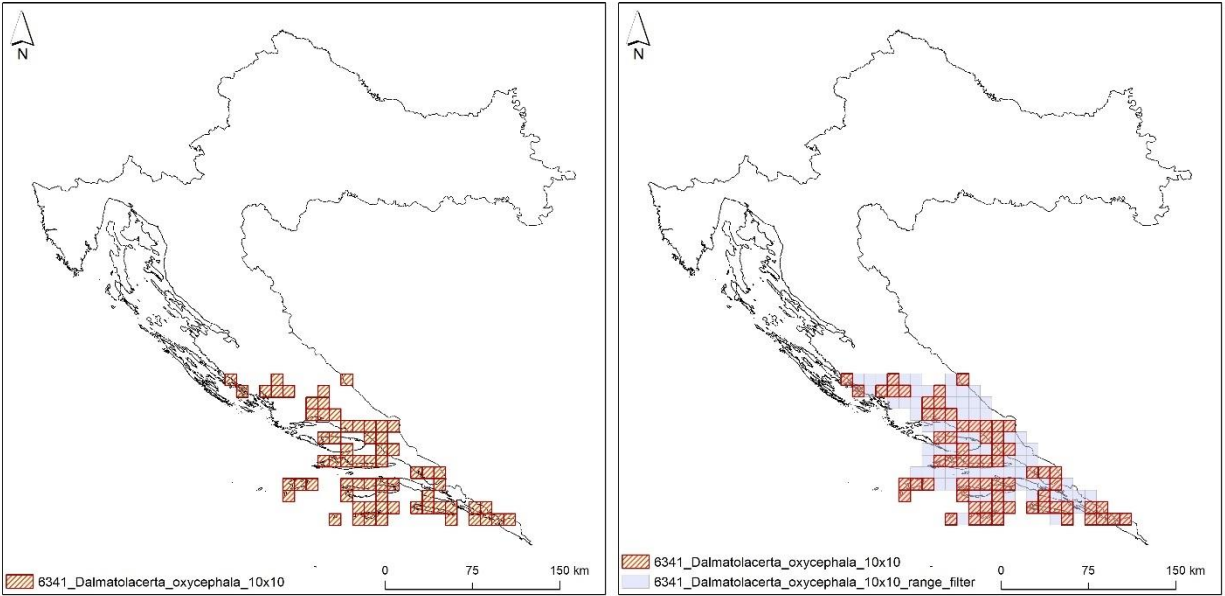 N
6341_Dalmatolacerta_oxycephala_10x10
0 75 150 km
N
6341_Dalmatolacerta_oxycephala_10x10
6341_Dalmatolacerta_oxycephala_10x10_range_filter
0 75 150 km